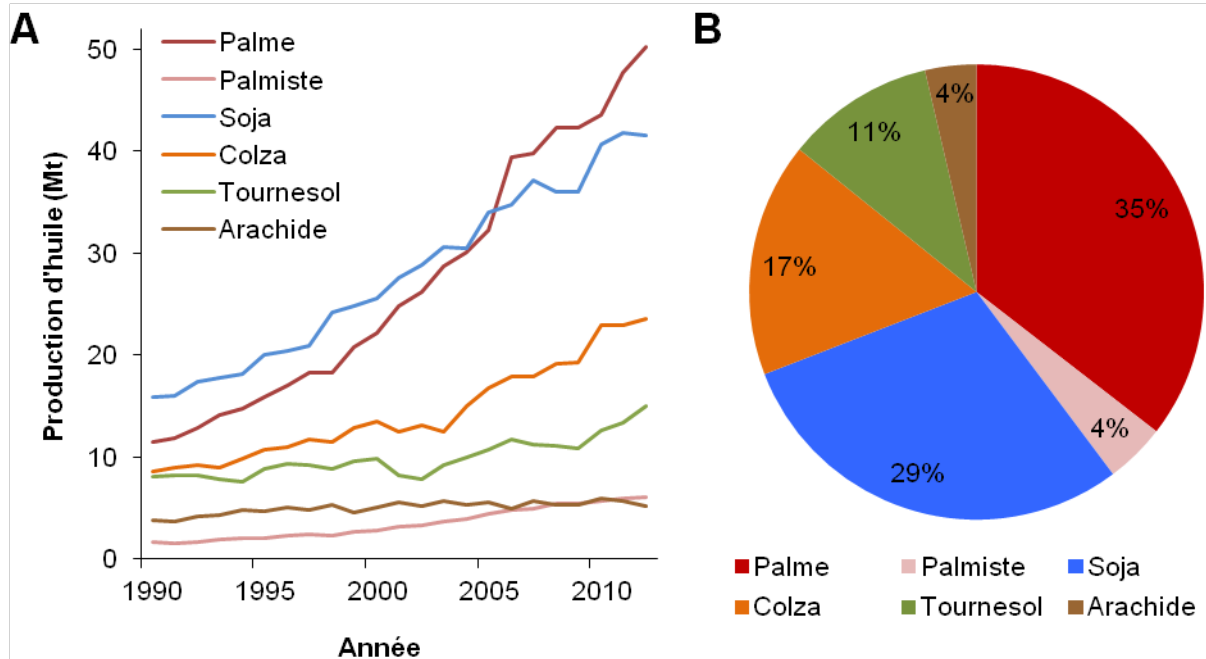 A
Production d'huile (Mt)
50
40
30
20
10
0
Palme
Palmiste
Soja
Colza
Tournesol
Arachide
1990 1995 2000 2005 2010
Année
B
4%
11%
35%
17%
4%
29%
Palme Palmiste Soja
Colza Tournesol Arachide